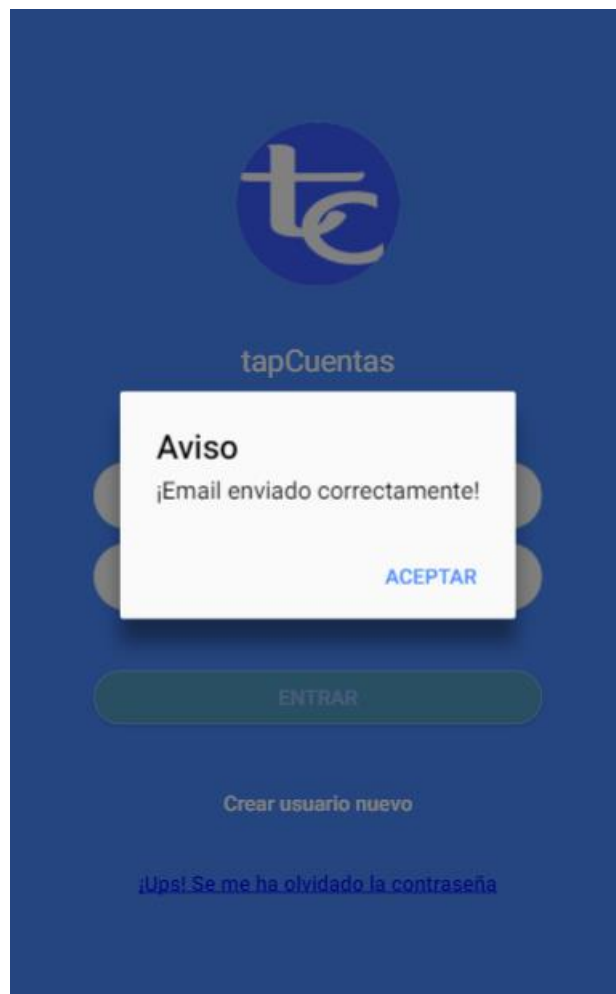 tc
tapCuentas
Aviso
¡Email enviado correctamente!
ACEPTAR
ENTRAR
Crear usuario nuevo
¡Ups! Se me ha olvidado la contraseña